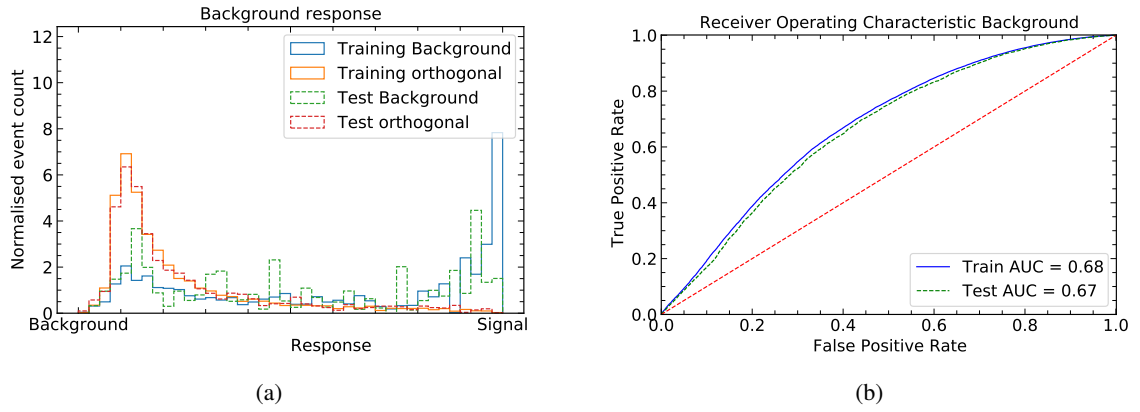 Background response
Normalised event count
12
10
8
6
4
2
0
Training Background
Training orthogonal
Test Background
Test orthogonal
Background
Signal
Response
(a)
Receiver Operating Characteristic Background
True Positive Rate
1.0
0.8
0.6
0.4
0.2
0.0
Train AUC = 0.68
Test AUC = 0.67
0.0 0.2 0.4 0.6 0.8 1.0
False Positive Rate
(b)